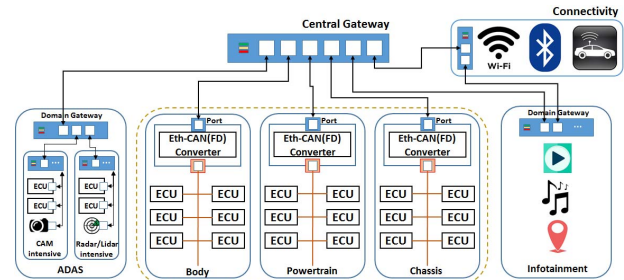 Connectivity
Central Gateway
Wi-Fi
Domain Gateway
...
...
ECU
ECU
ECU
ECU
CAM
intensive
Radar/Lidar
intensive
ADAS
Port
Eth-CAN(FD)
Converter
ECU
ECU
ECU
ECU
ECU
ECU
Body
Port
Eth-CAN(FD)
Converter
ECU
ECU
ECU
ECU
ECU
ECU
Powertrain
Port
Eth-CAN(FD)
Converter
ECU
ECU
ECU
ECU
ECU
ECU
Chassis
Domain Gateway
...
Infotainment